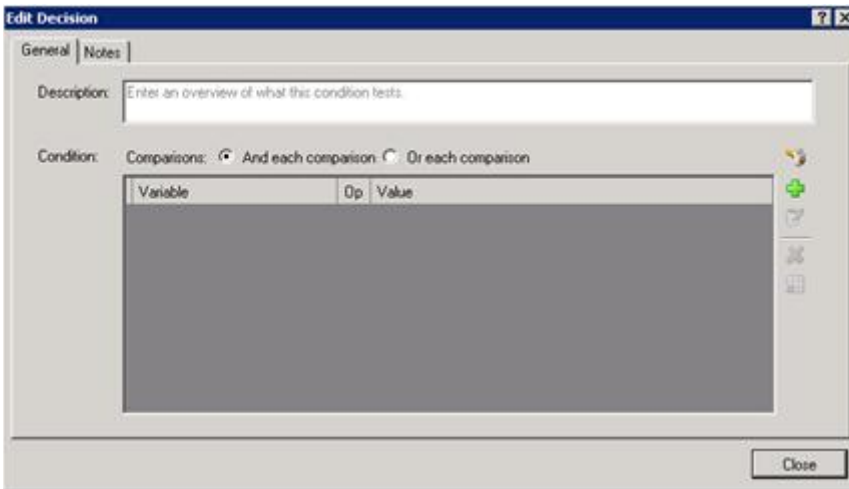 Edit Decision
General Notes
Description: Enter an overview of what this condition tests.
Condition: Comparisons: And each comparison Or each comparison
Variable Op Value
Close